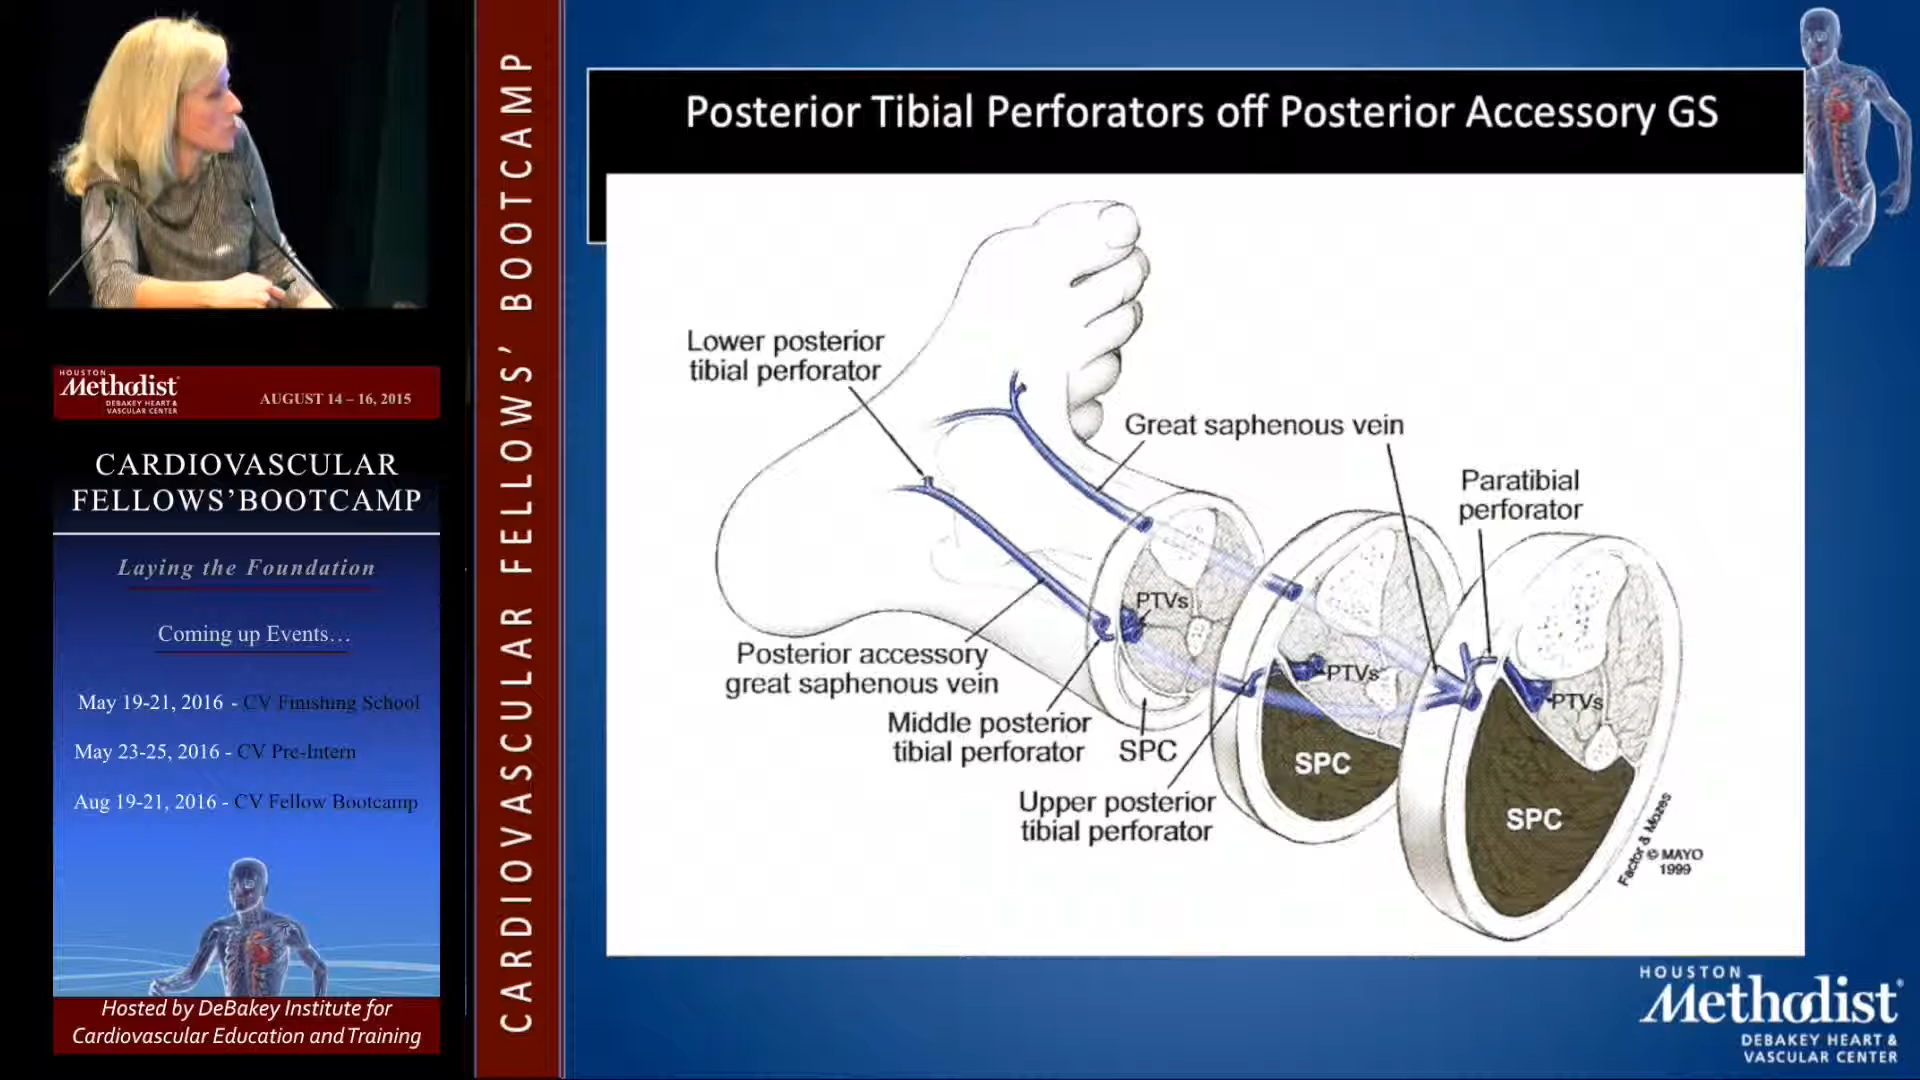 HOUSTON
Methodist
DEBAKEY HEART &
VASCULAR CENTER
AUGUST 14 – 16, 2015
CARDIOVASCULAR
FELLOWS'BOOTCAMP
Laying the Foundation
Coming up Events…
May 19-21, 2016 - CV Finishing School
May 23-25, 2016 - CV Pre-Intern
Aug 19-21, 2016 - CV Fellow Bootcamp
Hosted by DeBakey Institute for
Cardiovascular Education and Training
CARDIOVASCULAR FELLOWS' BOOTCAMP
Posterior Tibial Perforators off Posterior Accessory GS
Lower posterior
tibial perforator
Great saphenous vein
Paratibial
perforator
PTVs
PTVs
PTVs
Posterior accessory
great saphenous vein
Middle posterior
tibial perforator
SPC
SPC
SPC
Upper posterior
tibial perforator
Factor & Mozes
© MAYO
1999
HOUSTON
Methodist
DEBAKEY HEART &
VASCULAR CENTER